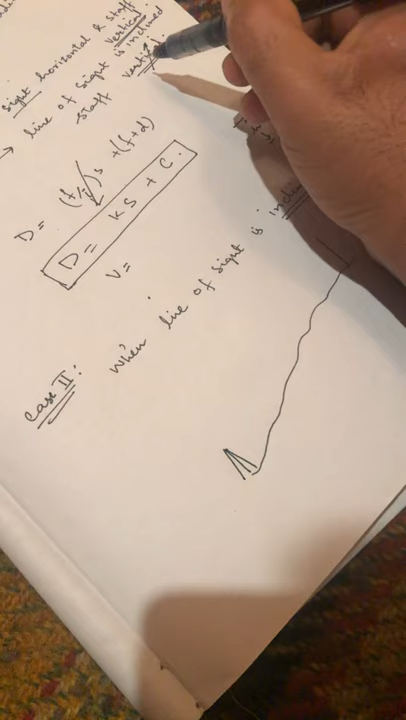 sight horizontal & staff vertical
→ line of sight is inclined
staff vertical
D = (f/i)s + (f+d)
D = KS + C.
V =
Case II: When line of sight is